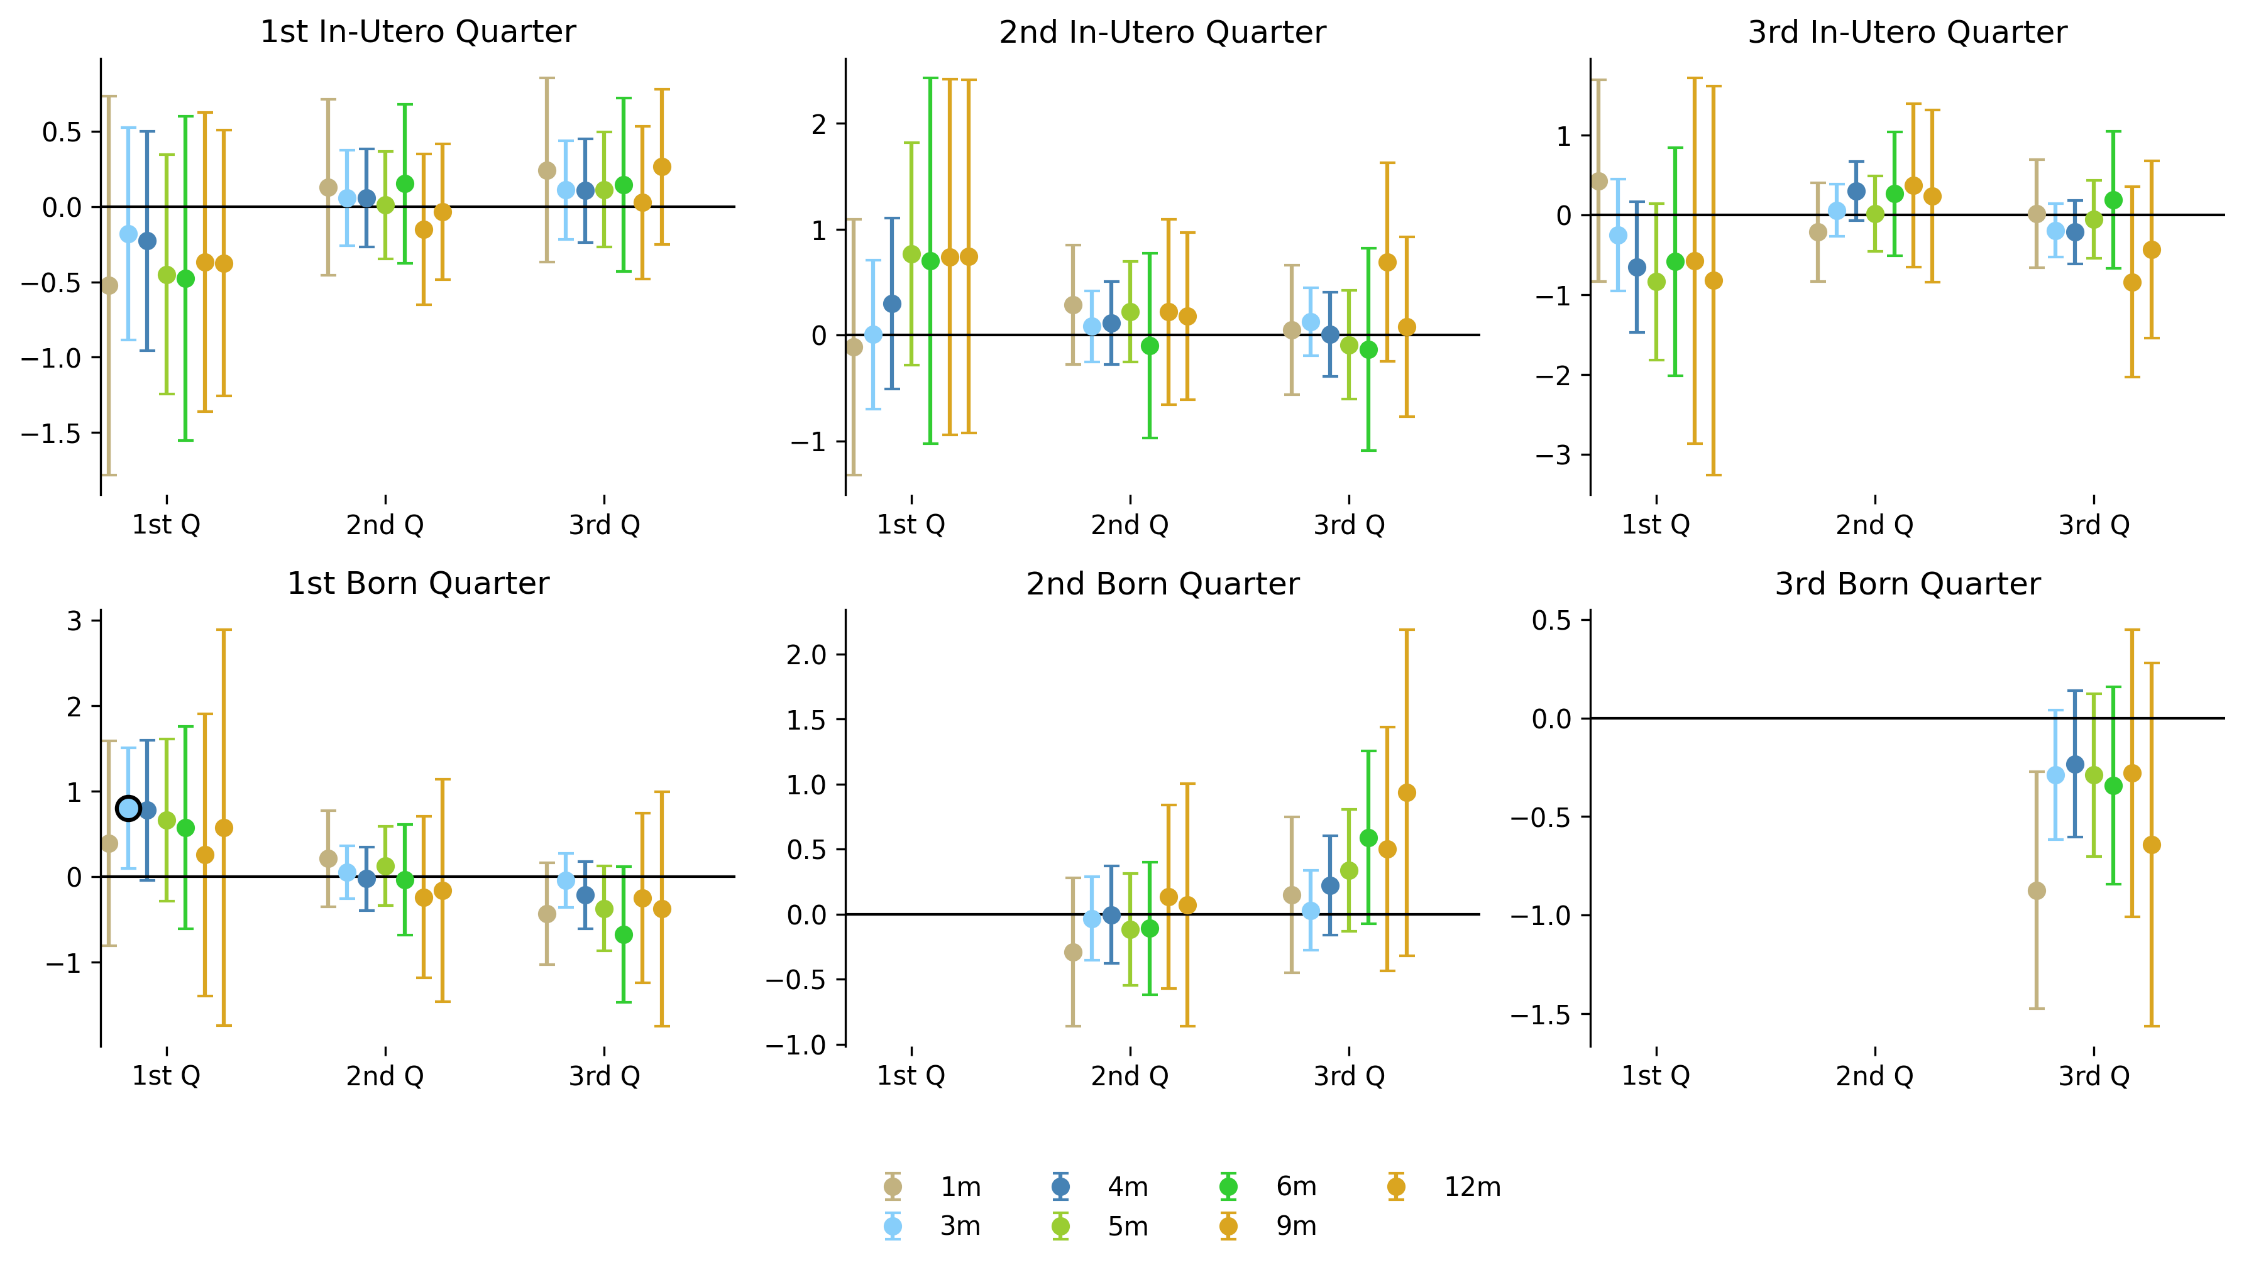 1st In-Utero Quarter
0.5
0.0
−0.5
−1.0
−1.5
1st Q 2nd Q 3rd Q
2nd In-Utero Quarter
2
1
0
−1
1st Q 2nd Q 3rd Q
3rd In-Utero Quarter
1
0
−1
−2
−3
1st Q 2nd Q 3rd Q
1st Born Quarter
3
2
1
0
−1
1st Q 2nd Q 3rd Q
2nd Born Quarter
2.0
1.5
1.0
0.5
0.0
−0.5
−1.0
1st Q 2nd Q 3rd Q
3rd Born Quarter
0.5
0.0
−0.5
−1.0
−1.5
1st Q 2nd Q 3rd Q
1m 4m 6m 12m
3m 5m 9m